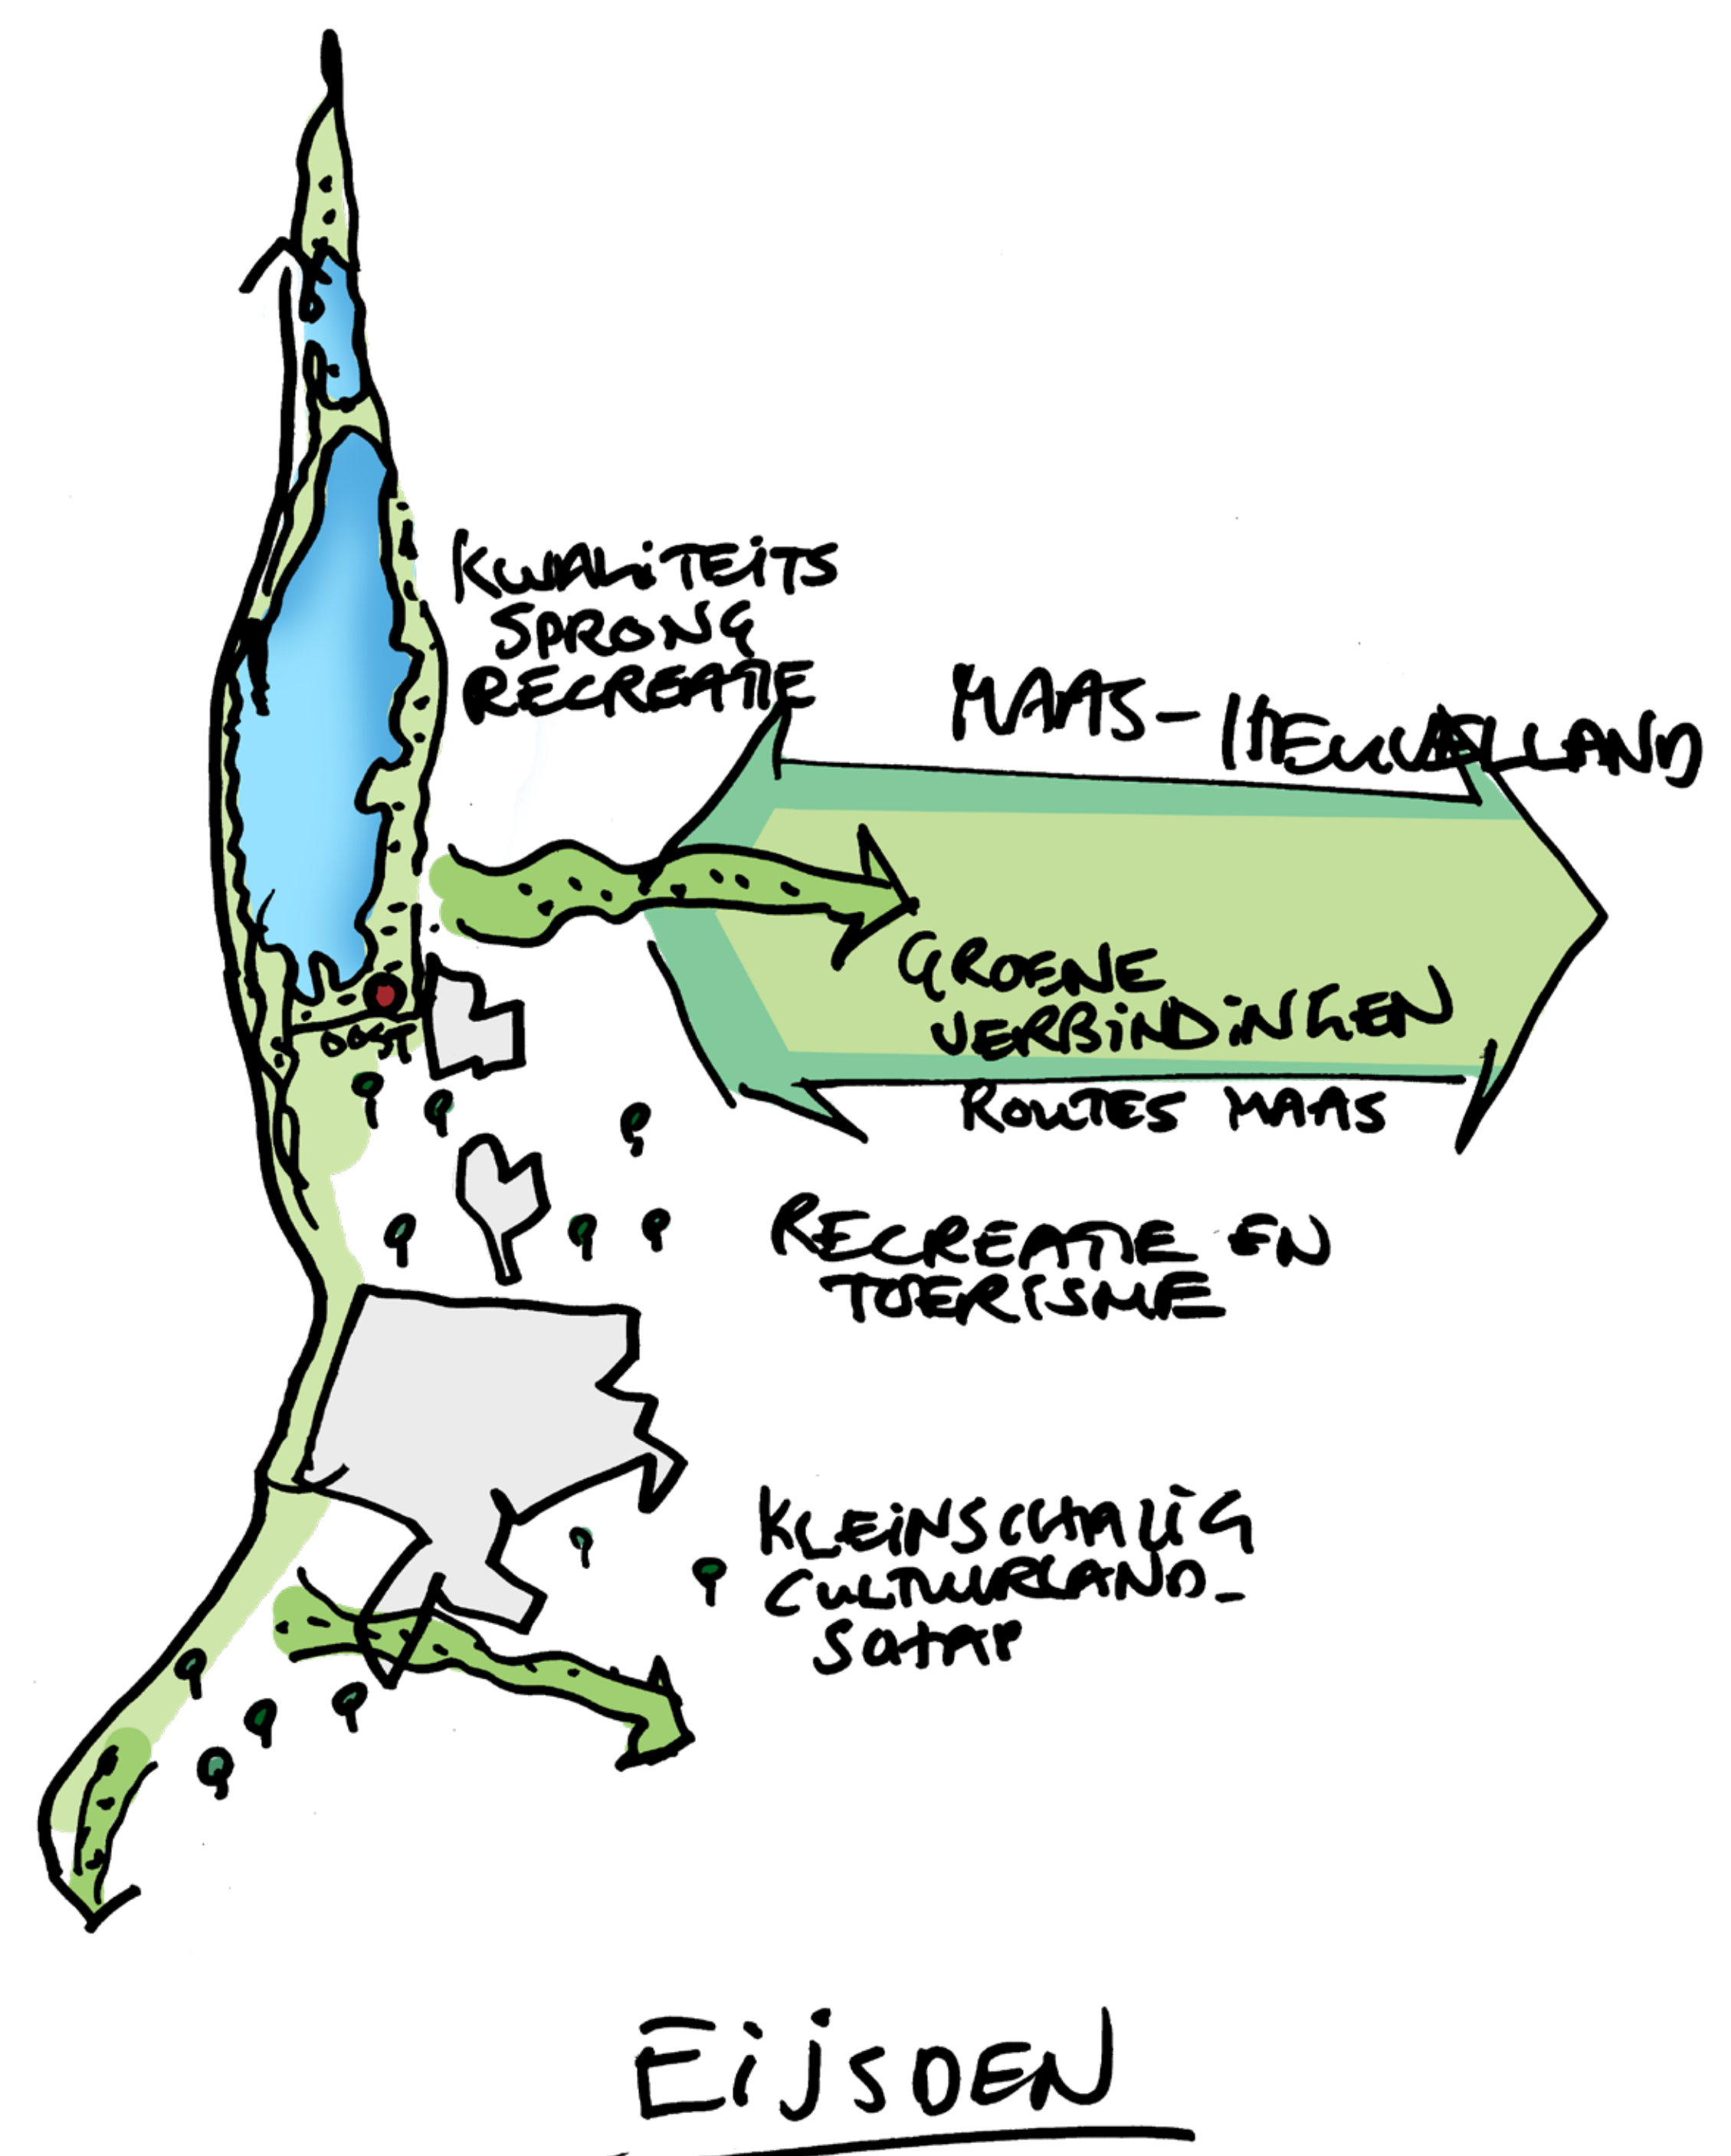 KWALiTEiTS
SPRONG
RECREATIE
MAAS-HEUVELLAND
GROENE
VERBiNDiNGEN
ROUTES MAAS
OOST
RECREATIE EN
TOERISME
KLEiNSCHALiG
CULTUURLAND-
SCHAP
EijsDEN